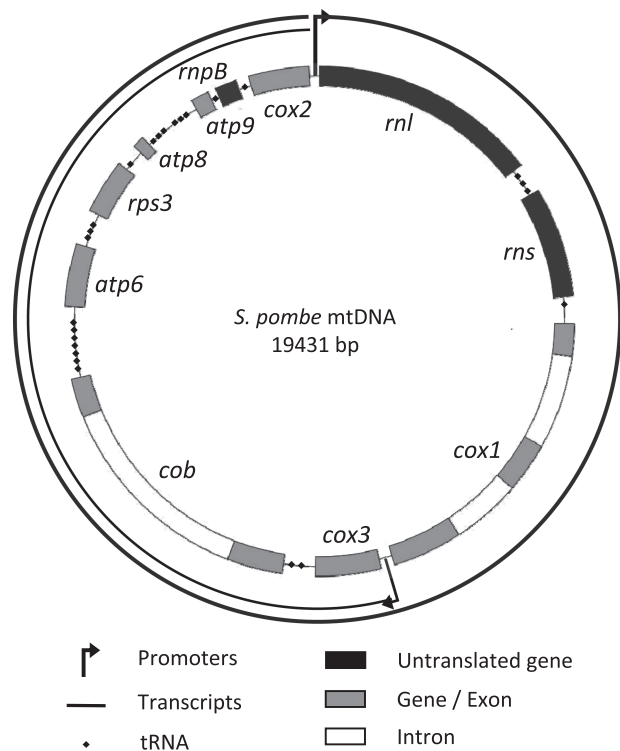 rnpB
cox2
atp9
rnl
atp8
rps3
rns
atp6
S. pombe mtDNA
19431 bp
cox1
cob
cox3
Promoters
Untranslated gene
Transcripts
Gene / Exon
tRNA
Intron